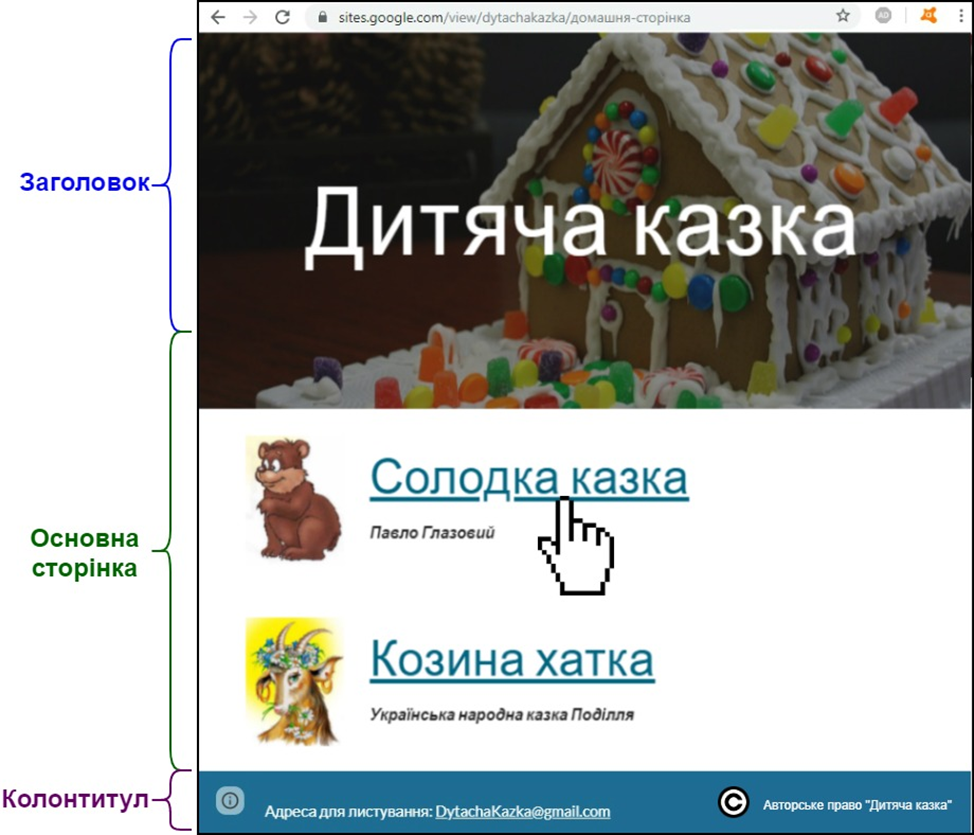 sites.google.com/view/dytachakazka/домашня-сторінка
AD
Заголовок
Дитяча казка
Основна
сторінка
Солодка казка
Павло Глазовий
Козина хатка
Українська народна казка Поділля
Колонтитул
Адреса для листування: DytachaKazka@gmail.com
© Авторське право "Дитяча казка"